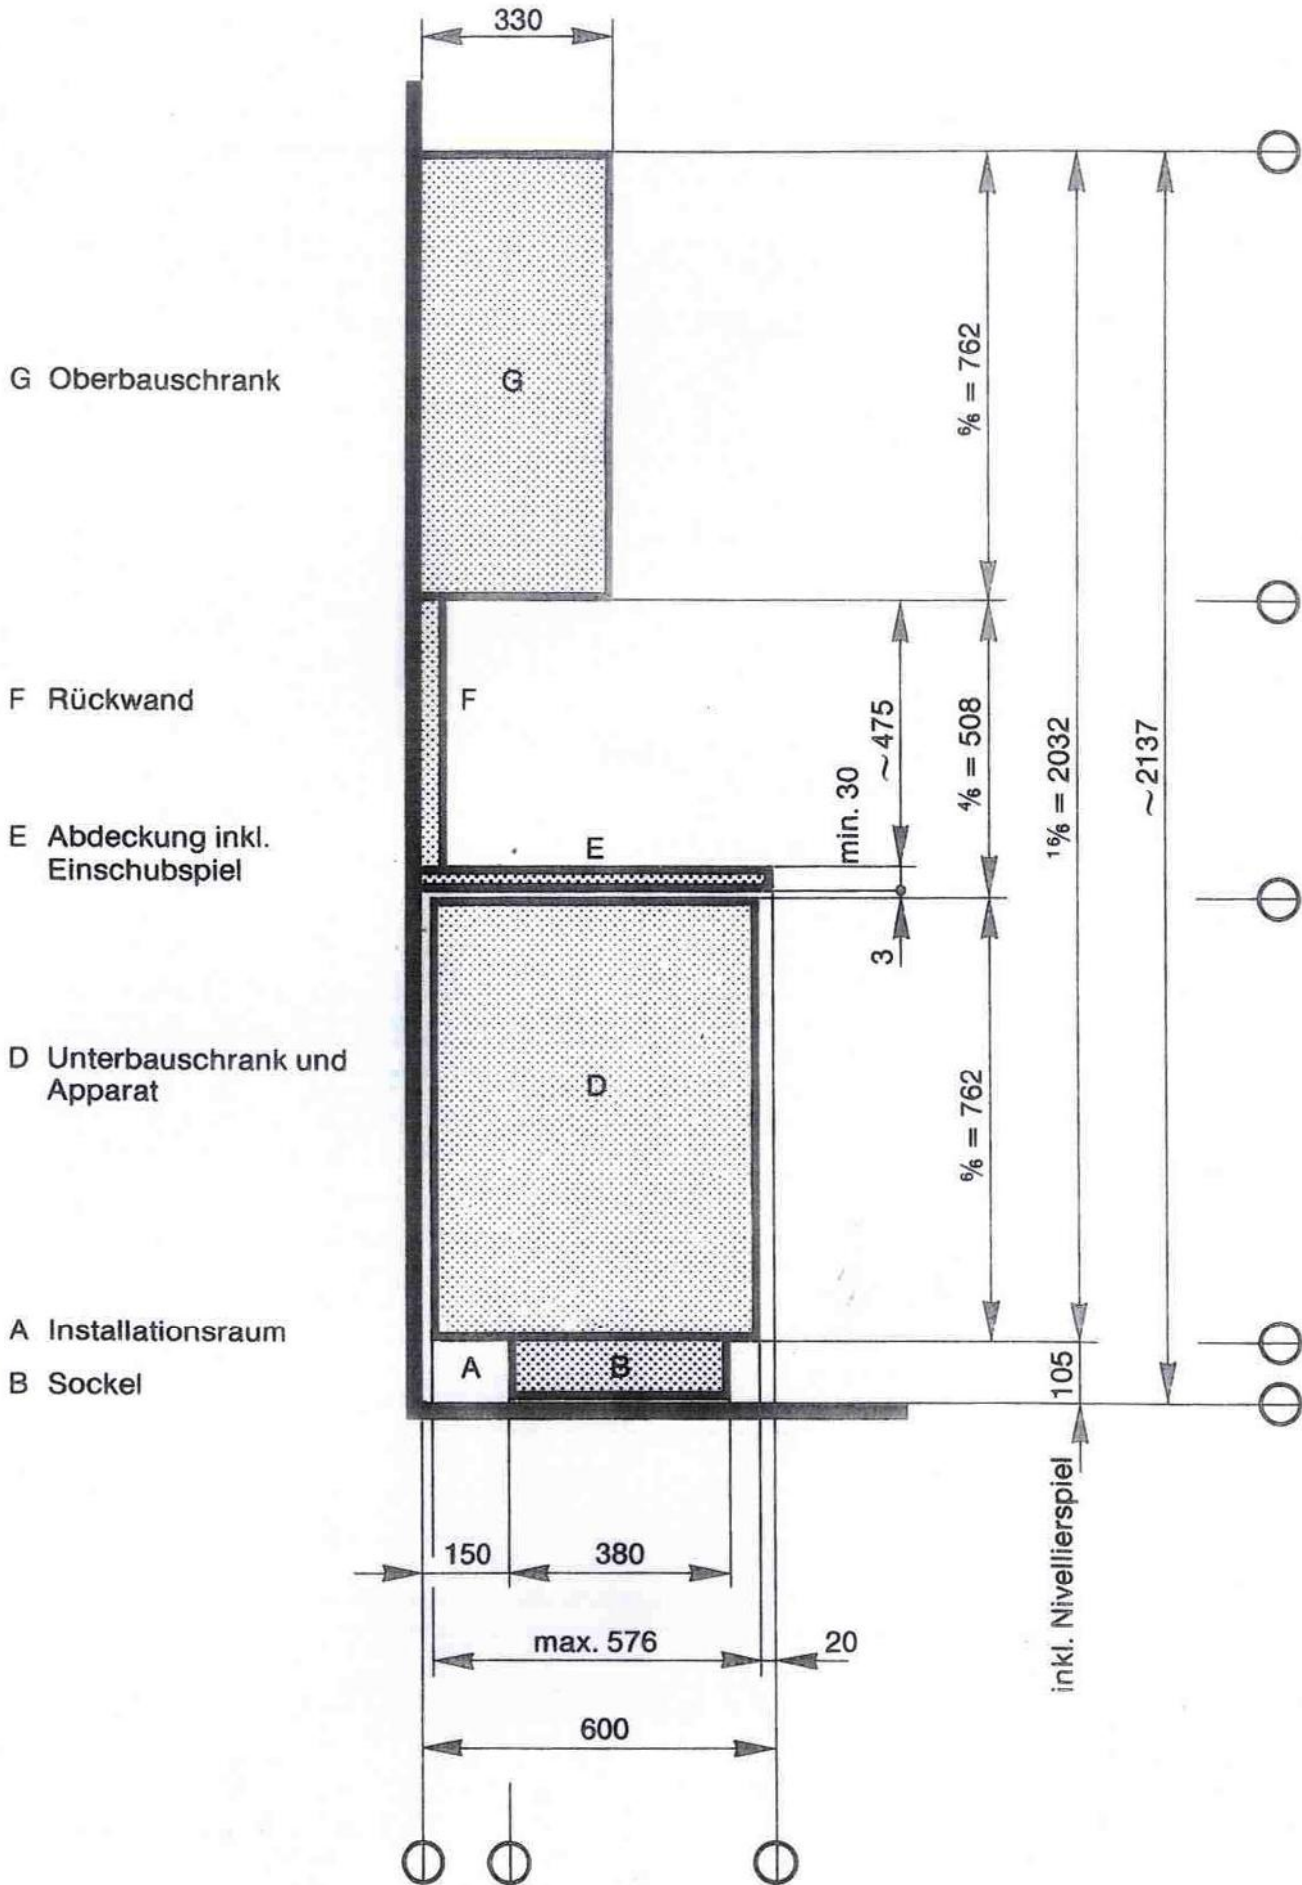 330
G Oberbauschrank
G
⁶⁄₆ = 762
F Rückwand
F
min. 30
~475
⁴⁄₆ = 508
¹⁶⁄₆ = 2032
~2137
E Abdeckung inkl.
Einschubspiel
E
3
D Unterbauschrank und
Apparat
D
⁶⁄₆ = 762
A Installationsraum
B Sockel
A
B
105
inkl. Nivellierspiel
150
380
max. 576
20
600